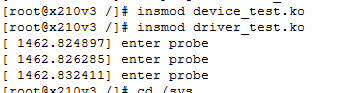 [root@x210v3 /]# insmod device_test.ko
[root@x210v3 /]# insmod driver_test.ko
[ 1462.824897] enter probe
[ 1462.826285] enter probe
[ 1462.832411] enter probe
[root@x210v3 /]# cd /sys